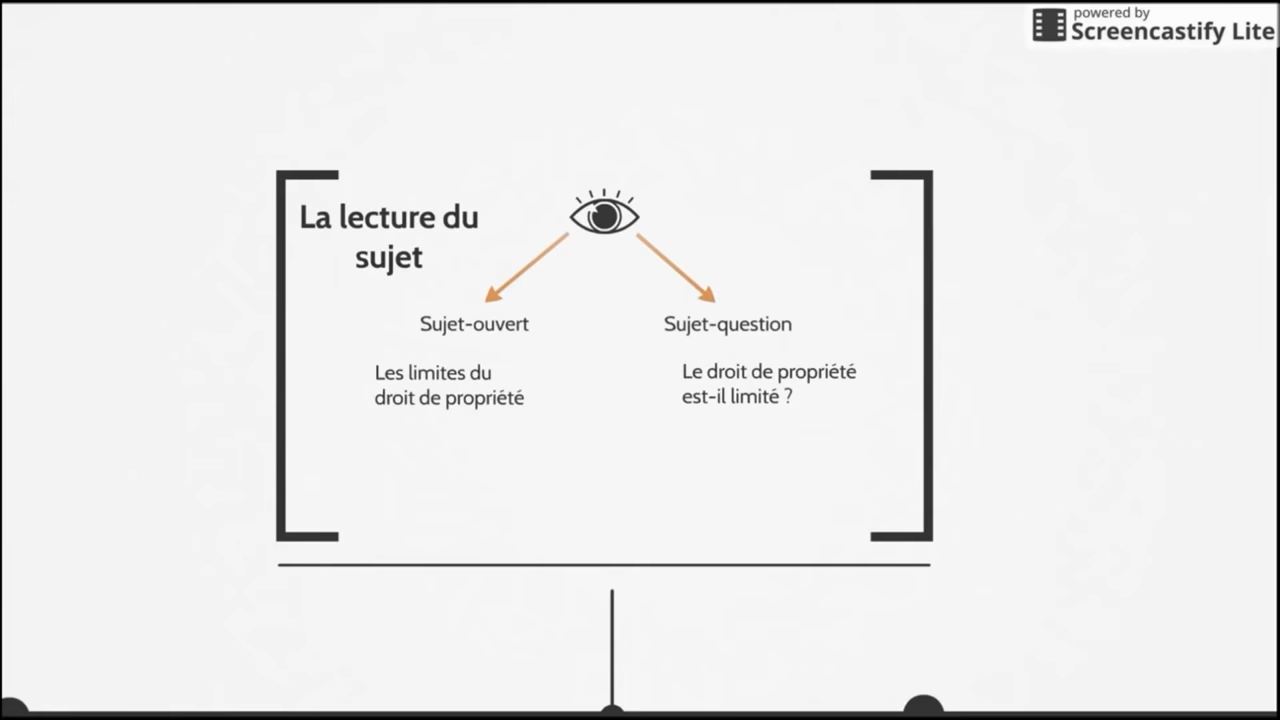 powered by
Screencastify Lite
La lecture du
sujet
Sujet-ouvert
Sujet-question
Les limites du
droit de propriété
Le droit de propriété
est-il limité ?